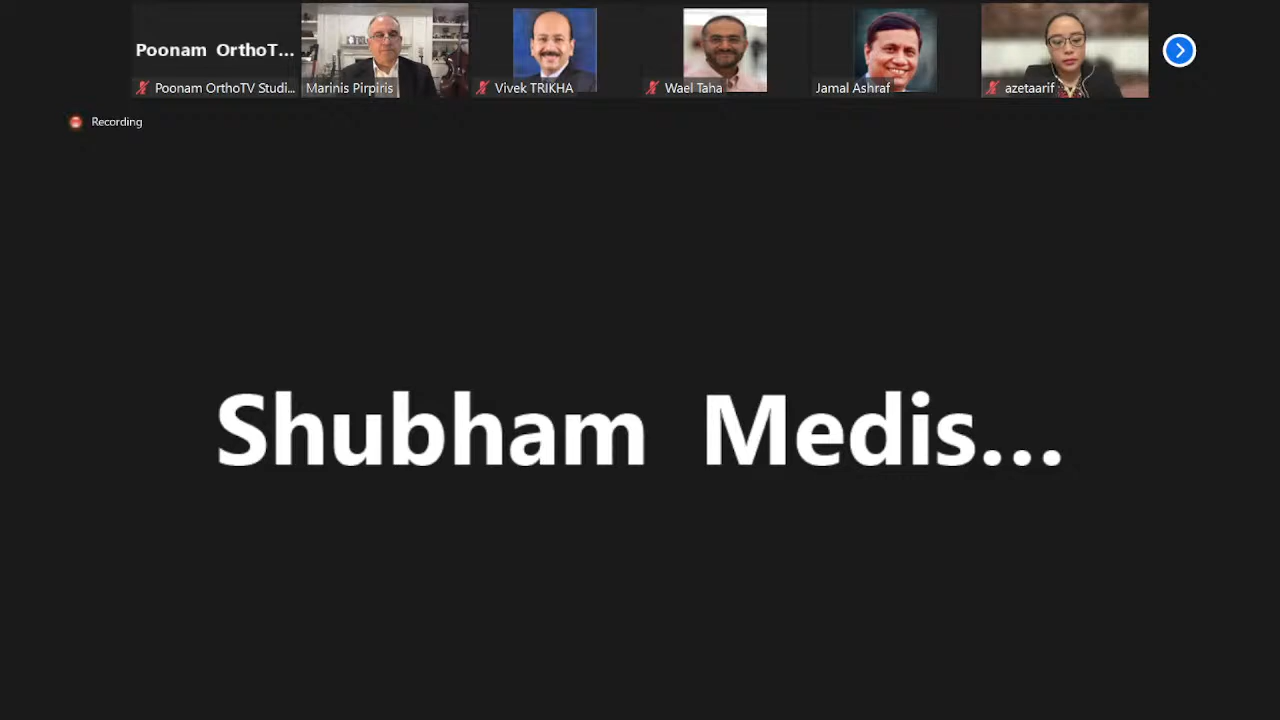 Poonam OrthoT...
Poonam OrthoTV Studi...
Marinis Pirpiris
Vivek TRIKHA
Wael Taha
Jamal Ashraf
azetaarif
Recording
Shubham Medis...